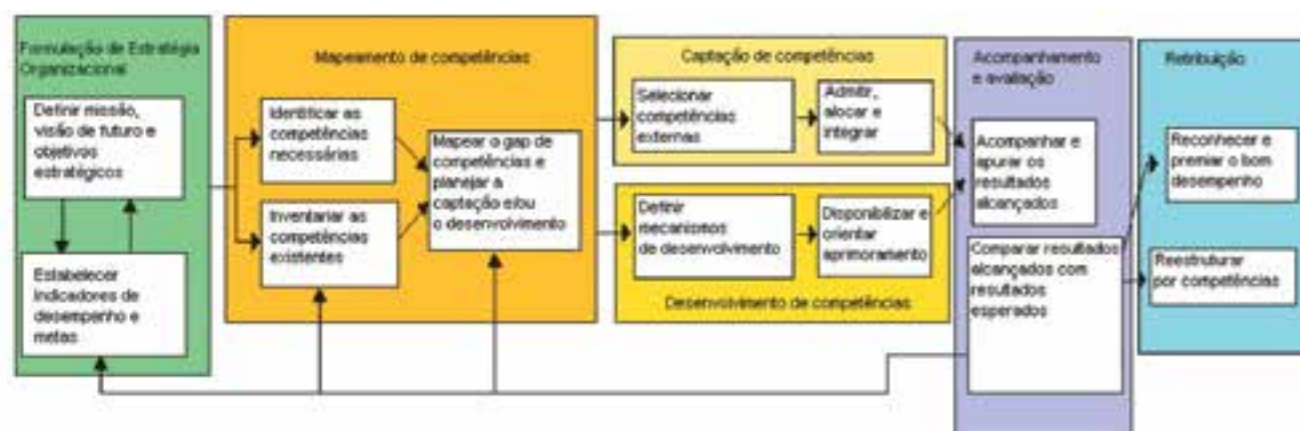 Formulação de Estratégia
Organizacional
Definir missão,
visão de futuro e
objetivos
estratégicos
Estabelecer
indicadores de
desempenho e
metas
Mapeamento de competências
Identificar as
competências
necessárias
Inventariar as
competências
existentes
Mapear o gap de
competências e
planejar a
captação e/ou
o desenvolvimento
Captação de competências
Selecionar
competências
externas
Admitir,
alocar e
integrar
Definir
mecanismos
de desenvolvimento
Disponibilizar e
orientar
aprimoramento
Desenvolvimento de competências
Acompanhamento
e avaliação
Acompanhar e
apurar os
resultados
alcançados
Comparar resultados
alcançados com
resultados
esperados
Retribuição
Reconhecer e
premiar o bom
desempenho
Reestruturar
por competências